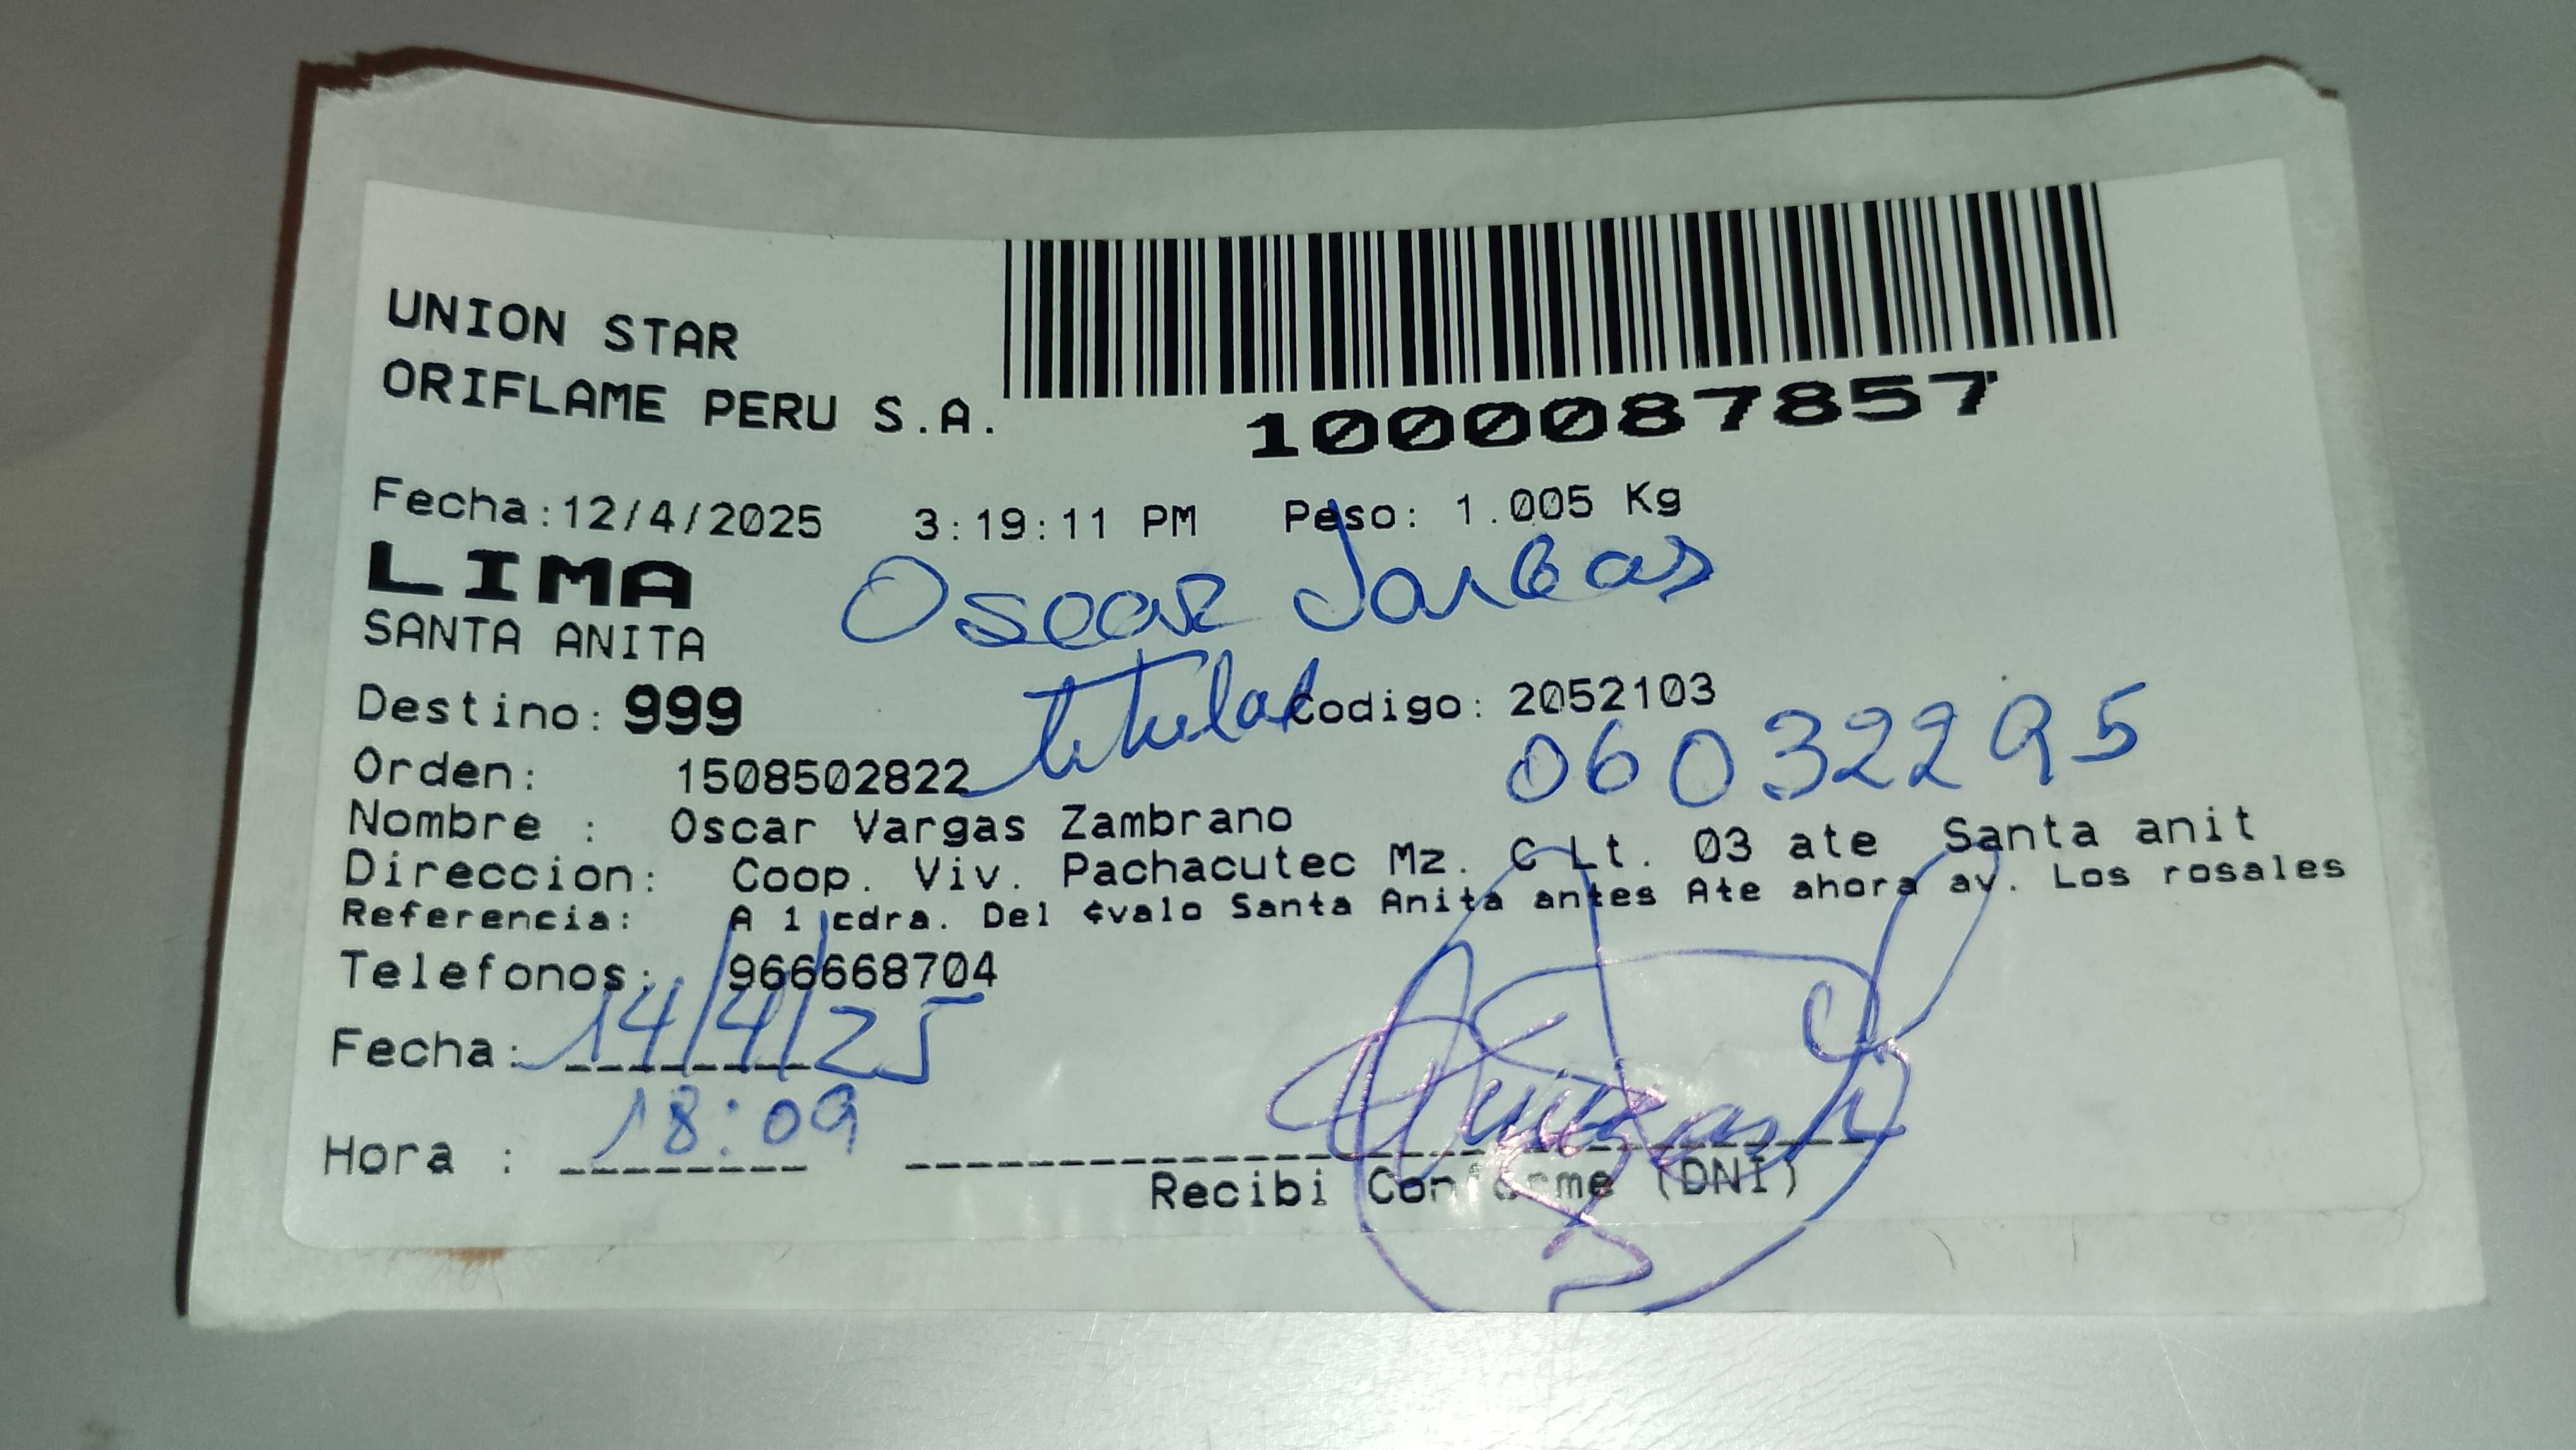 UNION STAR
ORIFLAME PERU S.A.
1000087857
Fecha:12/4/2025 3:19:11 PM Peso: 1.005 Kg
LIMA
Oscar Vargas
SANTA ANITA
titular
Destino: 999 Codigo: 2052103
06032295
Orden: 1508502822
Nombre : Oscar Vargas Zambrano
Direccion: Coop. Viv. Pachacutec Mz. C Lt. 03 ate Santa anit
Referencia: A 1 cdra. Del ¢valo Santa Anita antes Ate ahora av. Los rosales
Telefonos: 966668704
Fecha: 14/4/25
Hora : 18:09
Recibi Conforme (DNI)